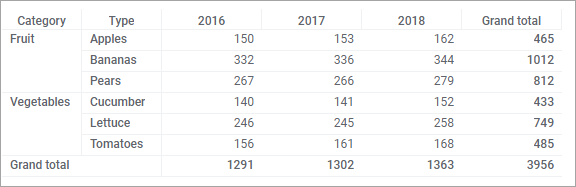 Category Type 2016 2017 2018 Grand total
Fruit Apples 150 153 162 465
Bananas 332 336 344 1012
Pears 267 266 279 812
Vegetables Cucumber 140 141 152 433
Lettuce 246 245 258 749
Tomatoes 156 161 168 485
Grand total 1291 1302 1363 3956